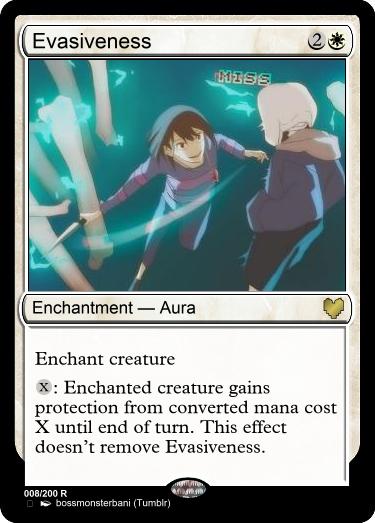 Evasiveness 2
MISS
Enchantment — Aura
Enchant creature
X: Enchanted creature gains
protection from converted mana cost
X until end of turn. This effect
doesn't remove Evasiveness.
008/200 R
bossmonsterbani (Tumblr)